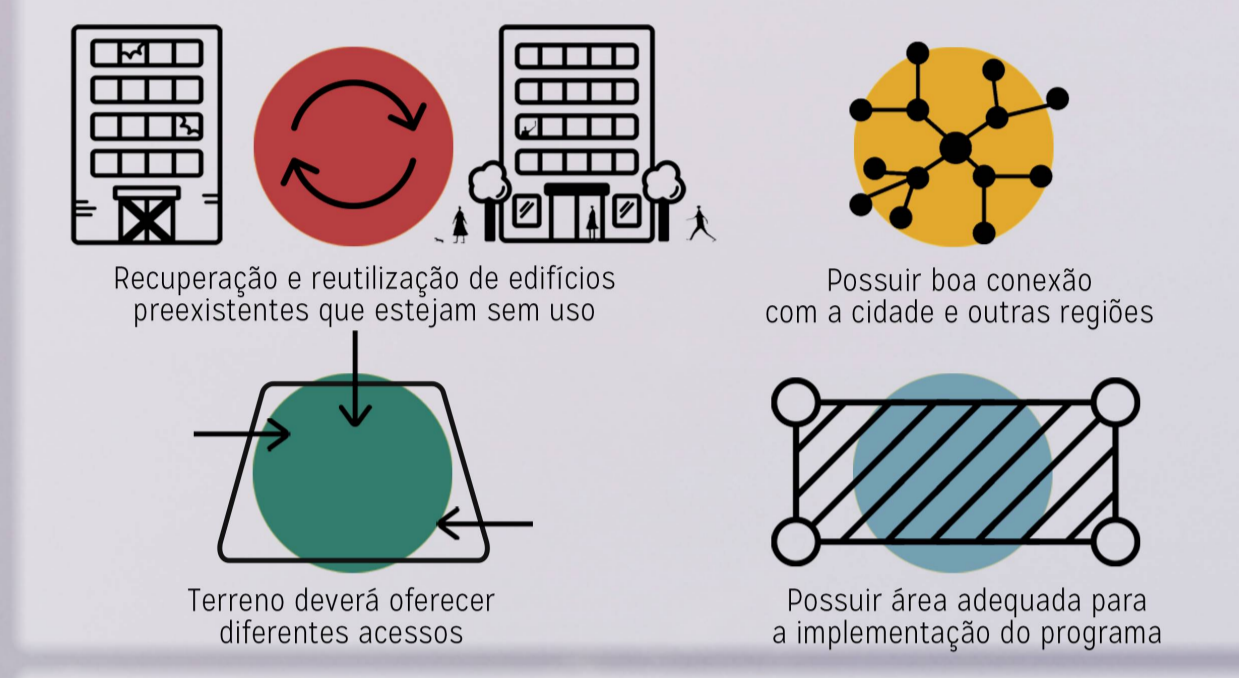 Recuperação e reutilização de edifícios
preexistentes que estejam sem uso
Possuir boa conexão
com a cidade e outras regiões
Terreno deverá oferecer
diferentes acessos
Possuir área adequada para
a implementação do programa